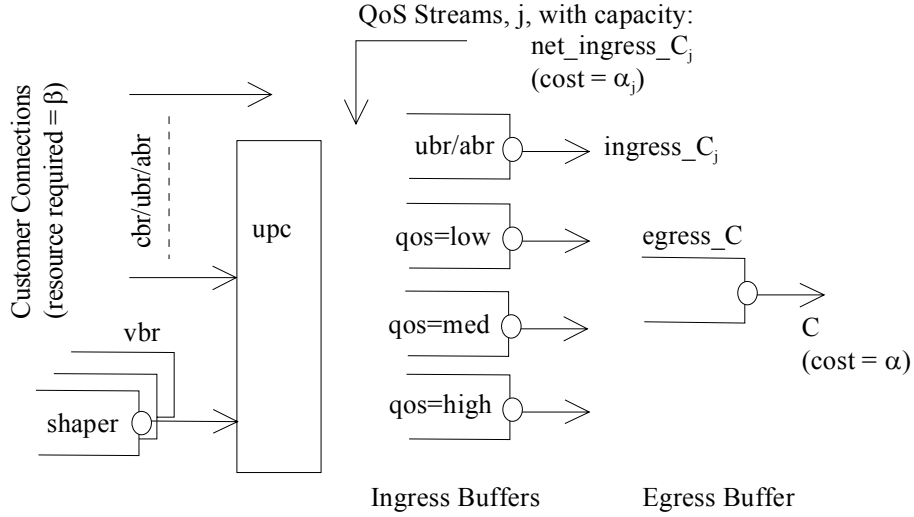 QoS Streams, j, with capacity:
net_ingress_Cj
(cost = αj)
Customer Connections
(resource required = β)
cbr/ubr/abr
upc
vbr
shaper
ubr/abr
ingress_Cj
qos=low
egress_C
qos=med
C
(cost = α)
qos=high
Ingress Buffers
Egress Buffer